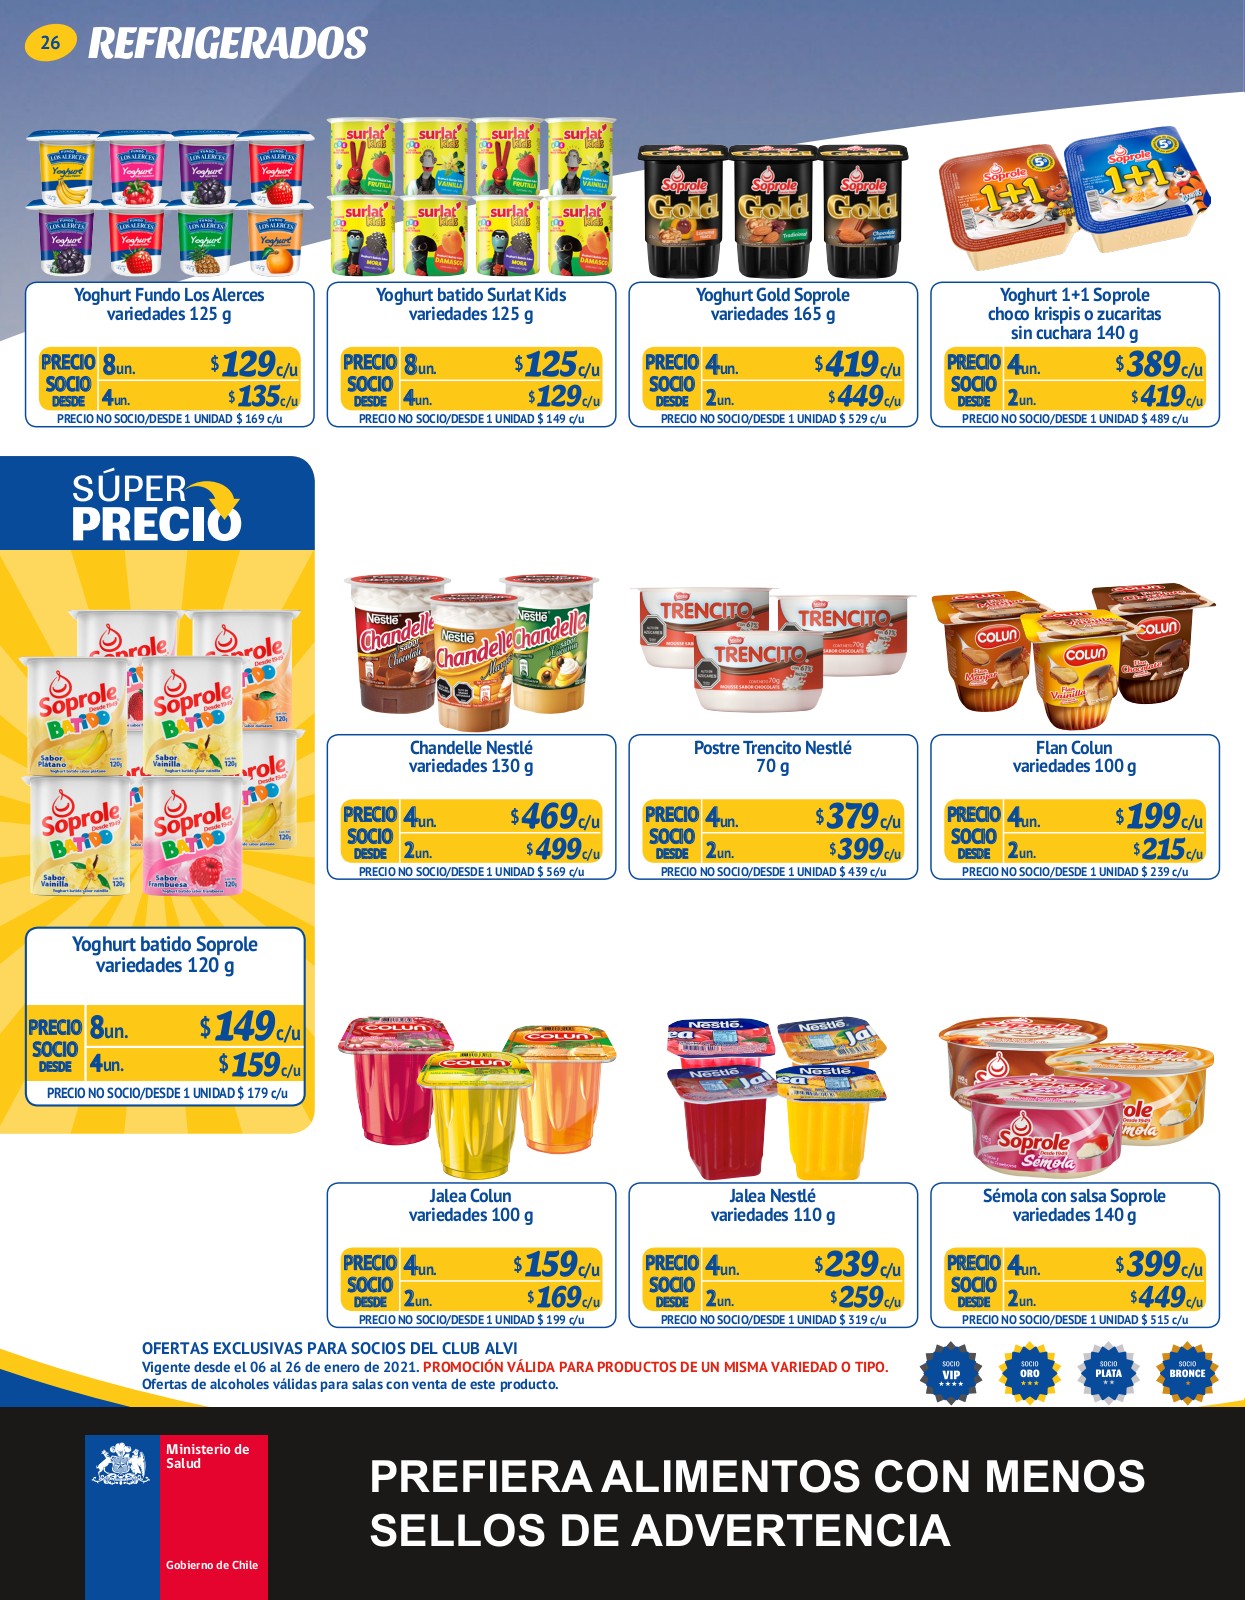 26
REFRIGERADOS
Yoghurt Fundo Los Alerces
variedades 125 g
PRECIO
SOCIO
DESDE
8un.
$129c/u
4un.
$135c/u
PRECIO NO SOCIO/DESDE 1 UNIDAD $ 169 c/u
Yoghurt batido Surlat Kids
variedades 125 g
PRECIO
SOCIO
DESDE
8un.
$125c/u
4un.
$129c/u
PRECIO NO SOCIO/DESDE 1 UNIDAD $ 149 c/u
Yoghurt Gold Soprole
variedades 165 g
PRECIO
SOCIO
DESDE
4un.
$419c/u
2un.
$449c/u
PRECIO NO SOCIO/DESDE 1 UNIDAD $ 529 c/u
Yoghurt 1+1 Soprole
choco krispis o zucaritas
sin cuchara 140 g
PRECIO
SOCIO
DESDE
4un.
$389c/u
2un.
$419c/u
PRECIO NO SOCIO/DESDE 1 UNIDAD $ 489 c/u
SÚPER
PRECIO
Yoghurt batido Soprole
variedades 120 g
PRECIO
SOCIO
DESDE
8un.
$149c/u
4un.
$159c/u
PRECIO NO SOCIO/DESDE 1 UNIDAD $ 179 c/u
Chandelle Nestlé
variedades 130 g
PRECIO
SOCIO
DESDE
4un.
$469c/u
2un.
$499c/u
PRECIO NO SOCIO/DESDE 1 UNIDAD $ 569 c/u
Postre Trencito Nestlé
70 g
PRECIO
SOCIO
DESDE
4un.
$379c/u
2un.
$399c/u
PRECIO NO SOCIO/DESDE 1 UNIDAD $ 439 c/u
Flan Colun
variedades 100 g
PRECIO
SOCIO
DESDE
4un.
$199c/u
2un.
$215c/u
PRECIO NO SOCIO/DESDE 1 UNIDAD $ 239 c/u
Jalea Colun
variedades 100 g
PRECIO
SOCIO
DESDE
4un.
$159c/u
2un.
$169c/u
PRECIO NO SOCIO/DESDE 1 UNIDAD $ 199 c/u
Jalea Nestlé
variedades 110 g
PRECIO
SOCIO
DESDE
4un.
$239c/u
2un.
$259c/u
PRECIO NO SOCIO/DESDE 1 UNIDAD $ 319 c/u
Sémola con salsa Soprole
variedades 140 g
PRECIO
SOCIO
DESDE
4un.
$399c/u
2un.
$449c/u
PRECIO NO SOCIO/DESDE 1 UNIDAD $ 515 c/u
OFERTAS EXCLUSIVAS PARA SOCIOS DEL CLUB ALVI
Vigente desde el 06 al 26 de enero de 2021. PROMOCIÓN VÁLIDA PARA PRODUCTOS DE UN MISMA VARIEDAD O TIPO.
Ofertas de alcoholes válidas para salas con venta de este producto.
SOCIO
VIP
SOCIO
ORO
SOCIO
PLATA
SOCIO
BRONCE
Ministerio de
Salud
Gobierno de Chile
PREFIERA ALIMENTOS CON MENOS
SELLOS DE ADVERTENCIA